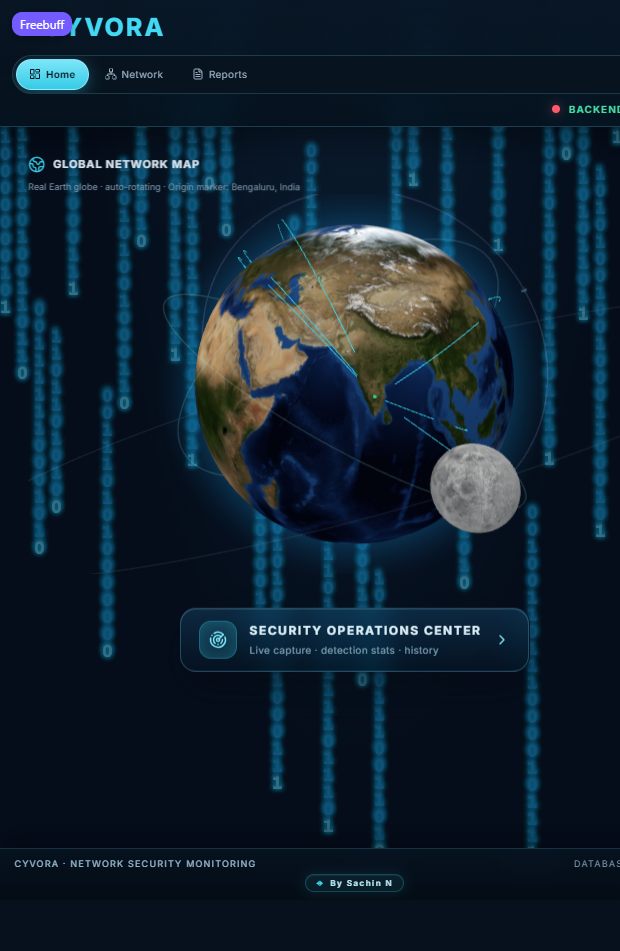 Freebuff
YVORA
Home Network Reports
BACKEND
GLOBAL NETWORK MAP
Real Earth globe · auto-rotating · Origin marker: Bengaluru, India
SECURITY OPERATIONS CENTER
Live capture · detection stats · history
CYVORA · NETWORK SECURITY MONITORING
DATABAS
By Sachin N